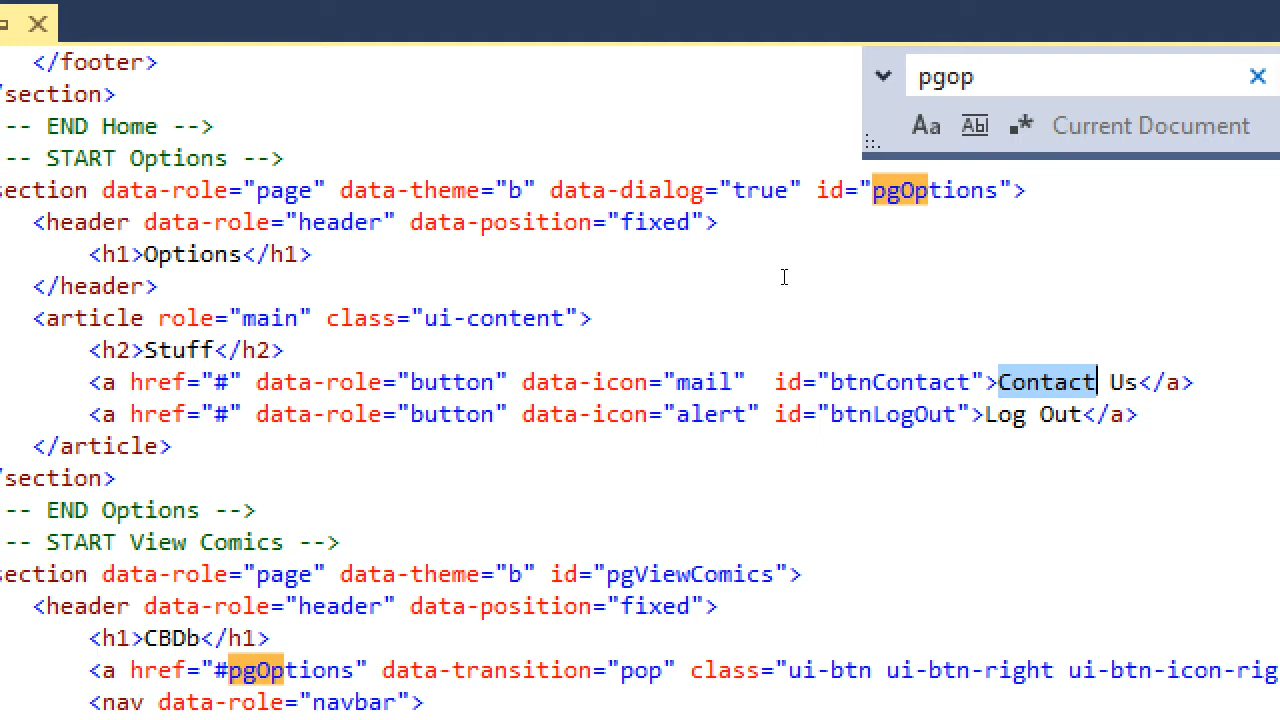 </footer>
/section>
-- END Home -->
-- START Options -->
section data-role="page" data-theme="b" data-dialog="true" id="pgOptions">
<header data-role="header" data-position="fixed">
<h1>Options</h1>
</header>
<article role="main" class="ui-content">
<h2>Stuff</h2>
<a href="#" data-role="button" data-icon="mail"  id="btnContact">Contact Us</a>
<a href="#" data-role="button" data-icon="alert" id="btnLogOut">Log Out</a>
</article>
/section>
-- END Options -->
-- START View Comics -->
section data-role="page" data-theme="b" id="pgViewComics">
<header data-role="header" data-position="fixed">
<h1>CBDb</h1>
<a href="#pgOptions" data-transition="pop" class="ui-btn ui-btn-right ui-btn-icon-rig
<nav data-role="navbar">
pgop
Aa Abl .* Current Document